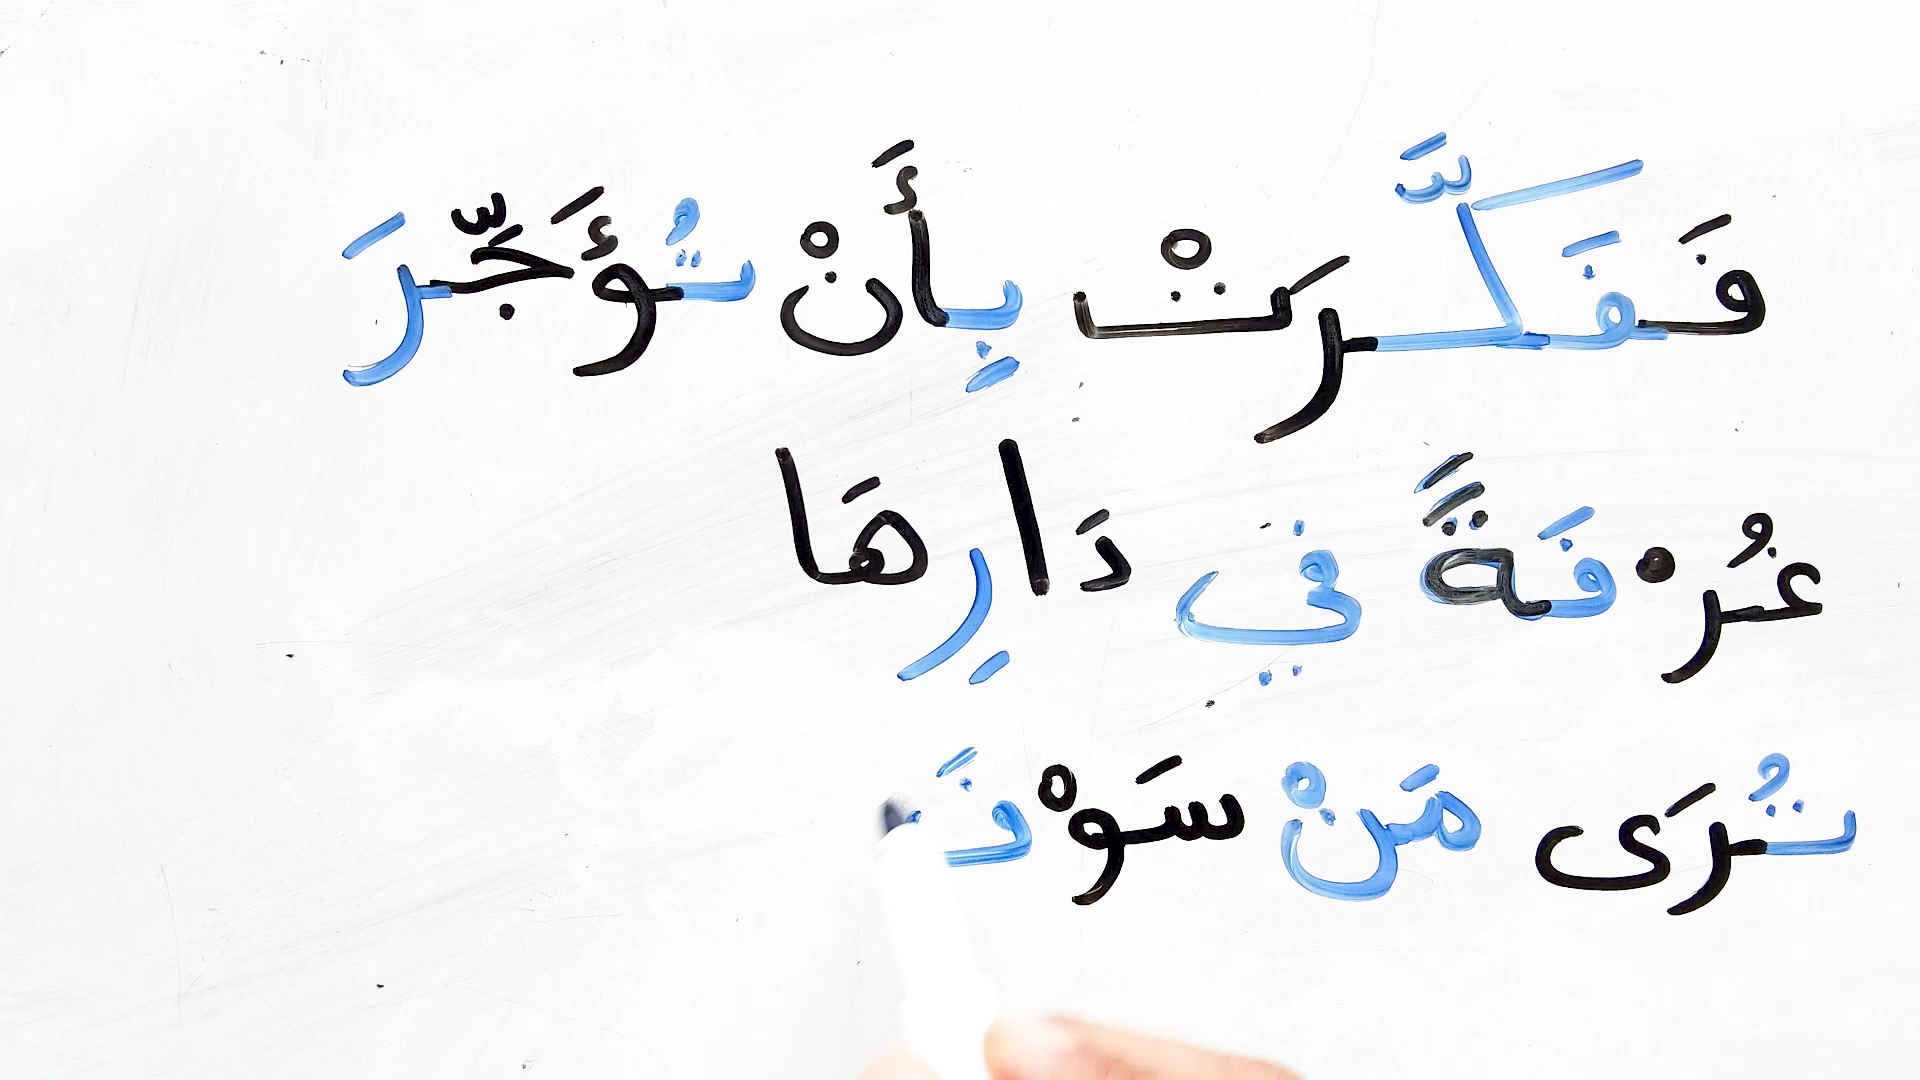 فَفَكَّرَتْ بِأَنْ تُؤَجِّرَ
غُرْفَةً فِي دَارِهَا
تُرَى مَنْ سَوْفَ